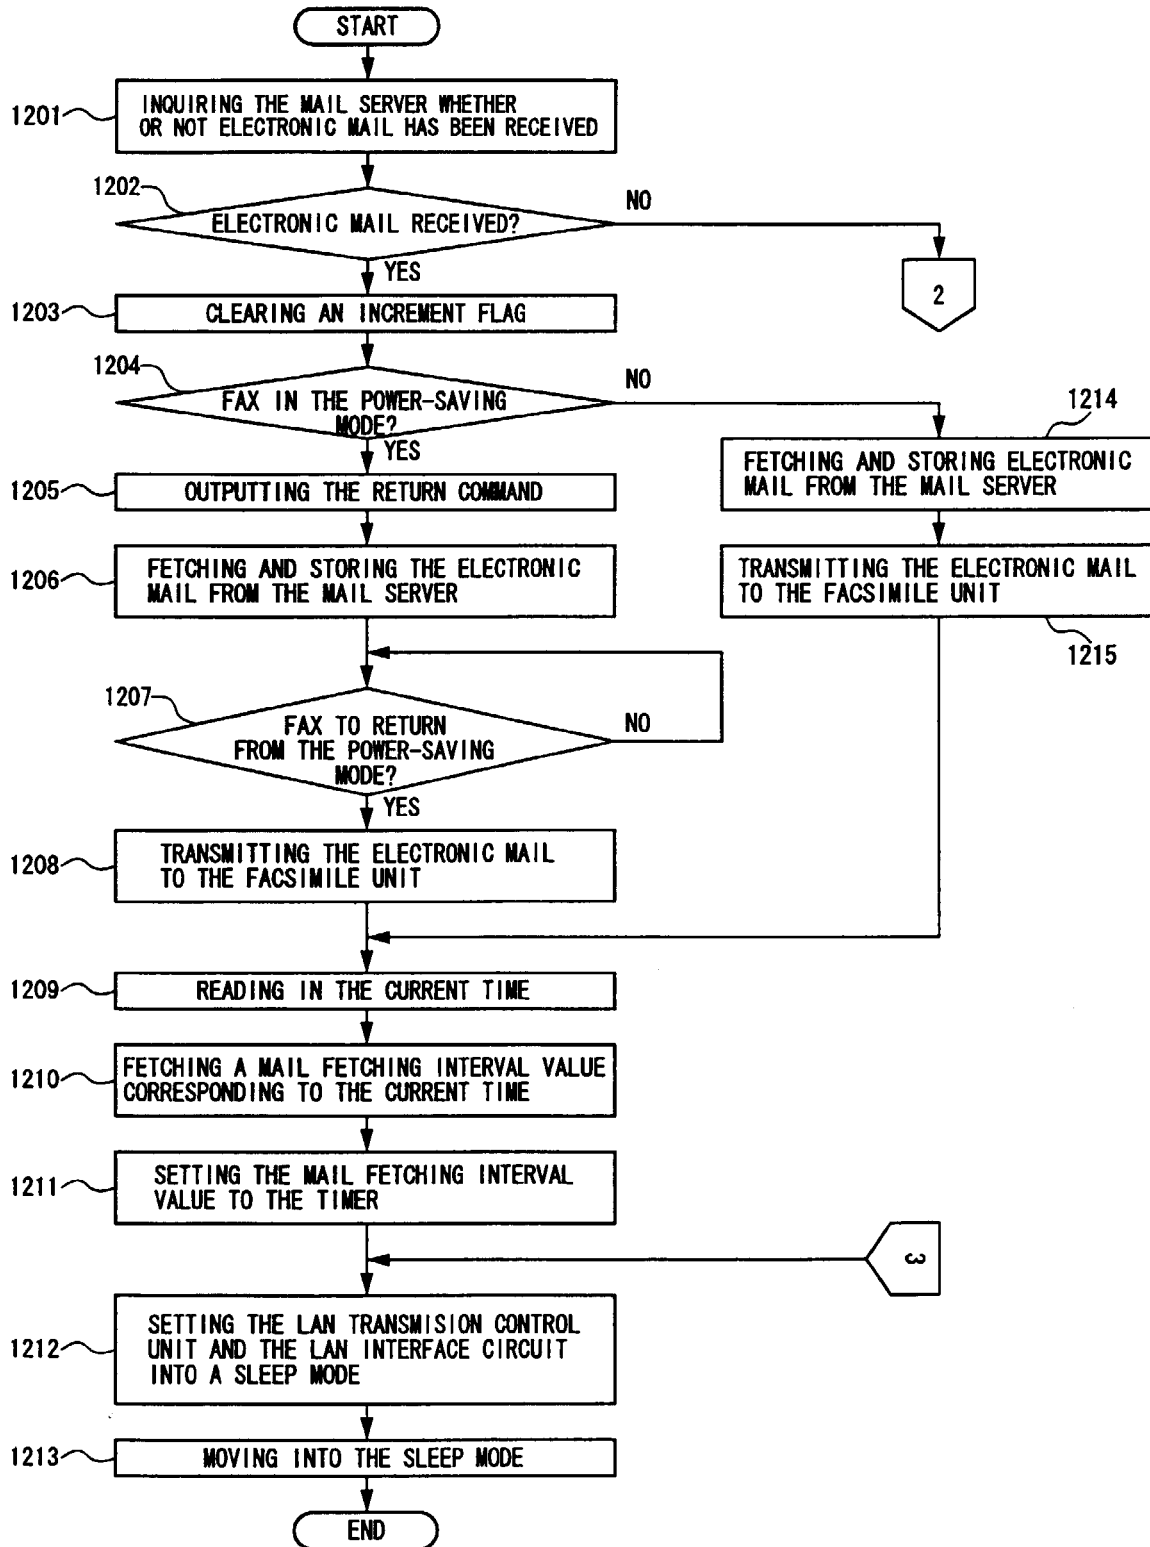 START
1201
INQUIRING THE MAIL SERVER WHETHER
OR NOT ELECTRONIC MAIL HAS BEEN RECEIVED
1202
ELECTRONIC MAIL RECEIVED?
NO
YES
2
1203
CLEARING AN INCREMENT FLAG
1204
FAX IN THE POWER-SAVING
MODE?
NO
YES
1214
FETCHING AND STORING ELECTRONIC
MAIL FROM THE MAIL SERVER
1205
OUTPUTTING THE RETURN COMMAND
1206
FETCHING AND STORING THE ELECTRONIC
MAIL FROM THE MAIL SERVER
TRANSMITTING THE ELECTRONIC MAIL
TO THE FACSIMILE UNIT
1215
1207
FAX TO RETURN
FROM THE POWER-SAVING
MODE?
NO
YES
1208
TRANSMITTING THE ELECTRONIC MAIL
TO THE FACSIMILE UNIT
1209
READING IN THE CURRENT TIME
1210
FETCHING A MAIL FETCHING INTERVAL VALUE
CORRESPONDING TO THE CURRENT TIME
1211
SETTING THE MAIL FETCHING INTERVAL
VALUE TO THE TIMER
3
1212
SETTING THE LAN TRANSMISION CONTROL
UNIT AND THE LAN INTERFACE CIRCUIT
INTO A SLEEP MODE
1213
MOVING INTO THE SLEEP MODE
END